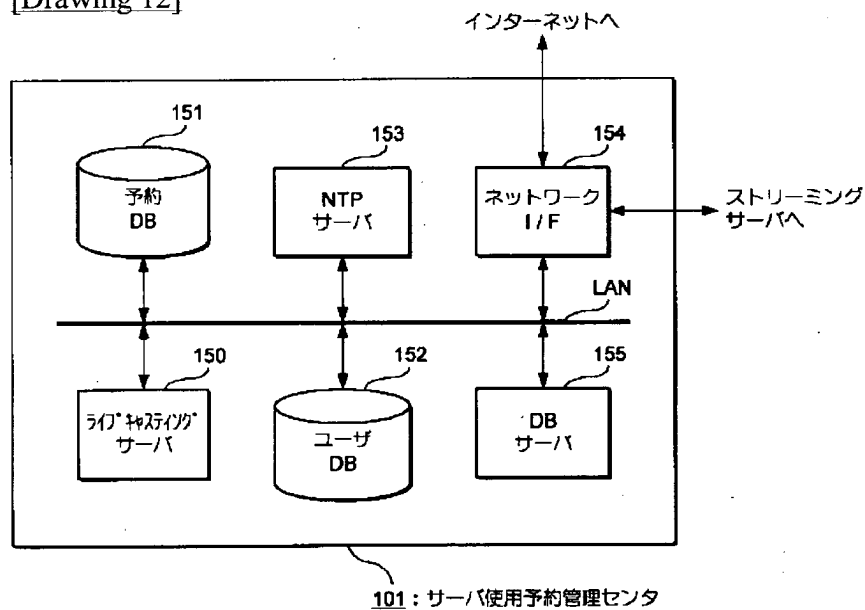 [Drawing 12]
インターネットへ
151
予約
DB
153
NTP
サーバ
154
ネットワーク
I/F
ストリーミング
サーバへ
LAN
150
ﾗｲﾌﾞｷｬｽﾃｨﾝｸﾞ
サーバ
152
ユーザ
DB
155
DB
サーバ
101：サーバ使用予約管理センタ